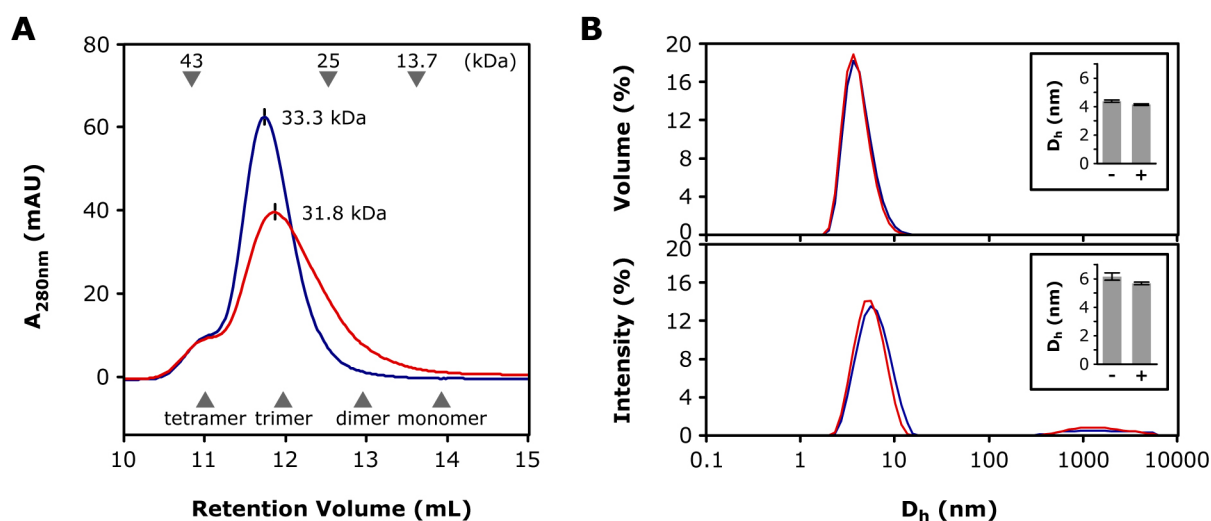 A
80
60
40
20
0
A280nm (mAU)
43 25 13.7 (kDa)
33.3 kDa
31.8 kDa
tetramer trimer dimer monomer
10 11 12 13 14 15
Retention Volume (mL)
B
20
16
12
8
4
0
Volume (%)
6
4
2
0
Dh (nm)
- +
20
16
12
8
4
0
Intensity (%)
6
4
2
0
Dh (nm)
- +
0.1 1 10 100 1000 10000
Dh (nm)